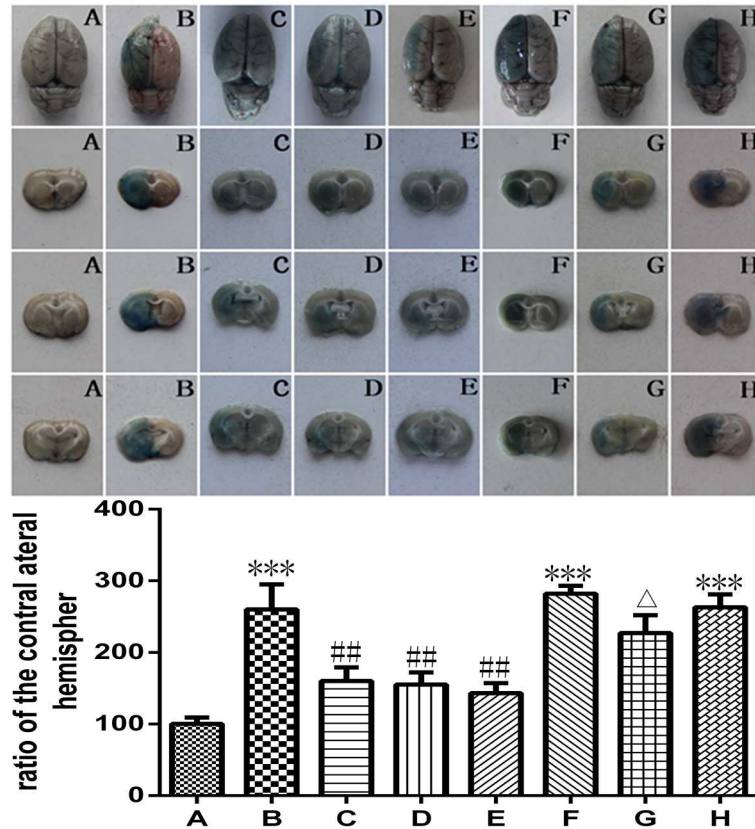 A B C D E F G H
A B C D E F G H
A B C D E F G H
A B C D E F G H
ratio of the contral ateral
hemispher
400
300
200
100
0
***
##
##
##
***
△
***
A B C D E F G H